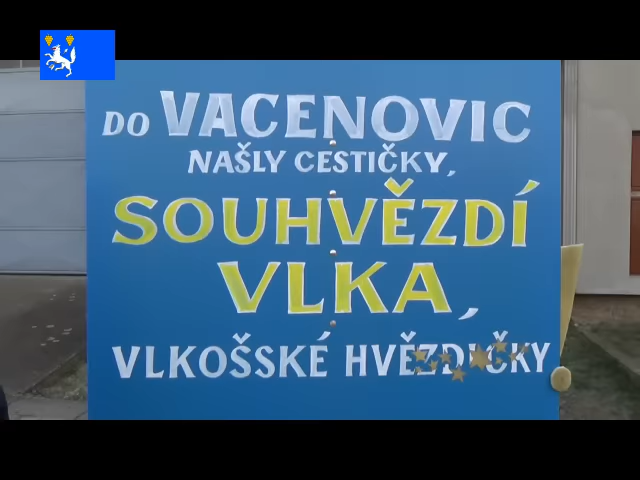 DO VACENOVIC
NAŠLY CESTIČKY,
SOUHVĚZDÍ
VLKA,
VLKOŠSKÉ HVĚZDIČKY